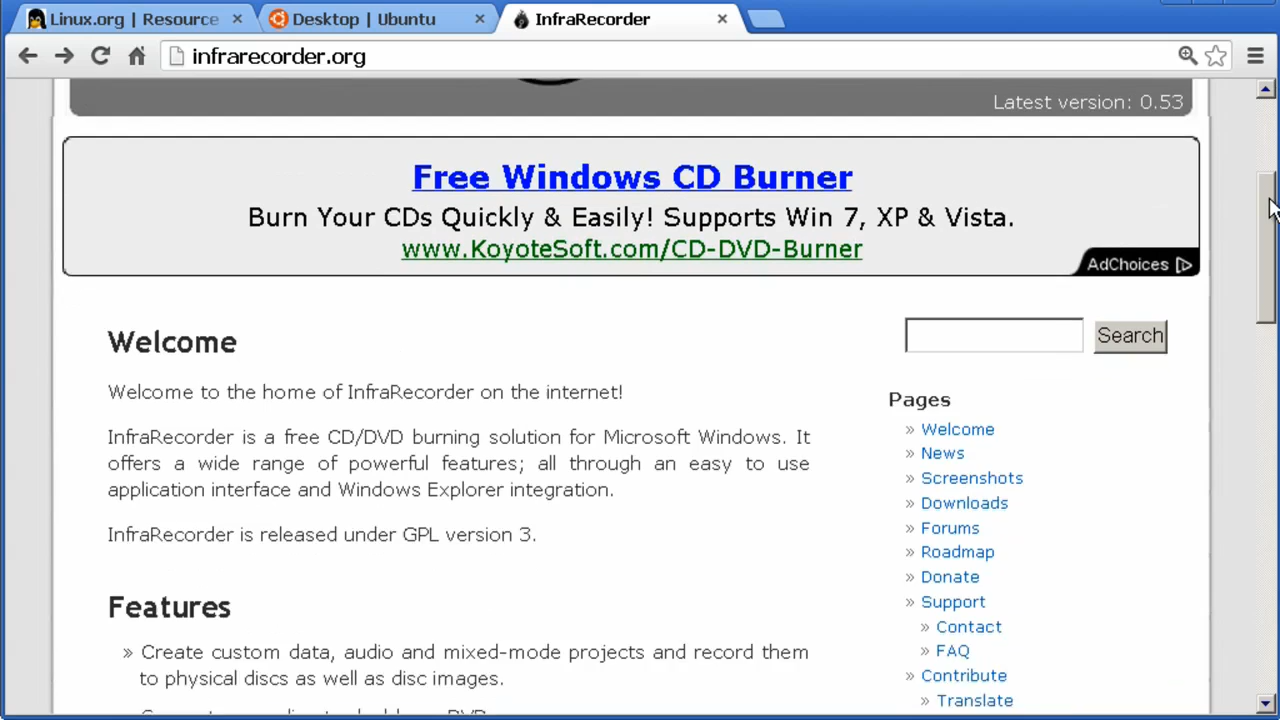 Linux.org | Resource
Desktop | Ubuntu
InfraRecorder
infrarecorder.org
Latest version: 0.53
Free Windows CD Burner
Burn Your CDs Quickly & Easily! Supports Win 7, XP & Vista.
www.KoyoteSoft.com/CD-DVD-Burner
AdChoices
Welcome
Welcome to the home of InfraRecorder on the internet!
InfraRecorder is a free CD/DVD burning solution for Microsoft Windows. It
offers a wide range of powerful features; all through an easy to use
application interface and Windows Explorer integration.
InfraRecorder is released under GPL version 3.
Features
» Create custom data, audio and mixed-mode projects and record them
to physical discs as well as disc images.
Search
Pages
» Welcome
» News
» Screenshots
» Downloads
» Forums
» Roadmap
» Donate
» Support
» Contact
» FAQ
» Contribute
» Translate